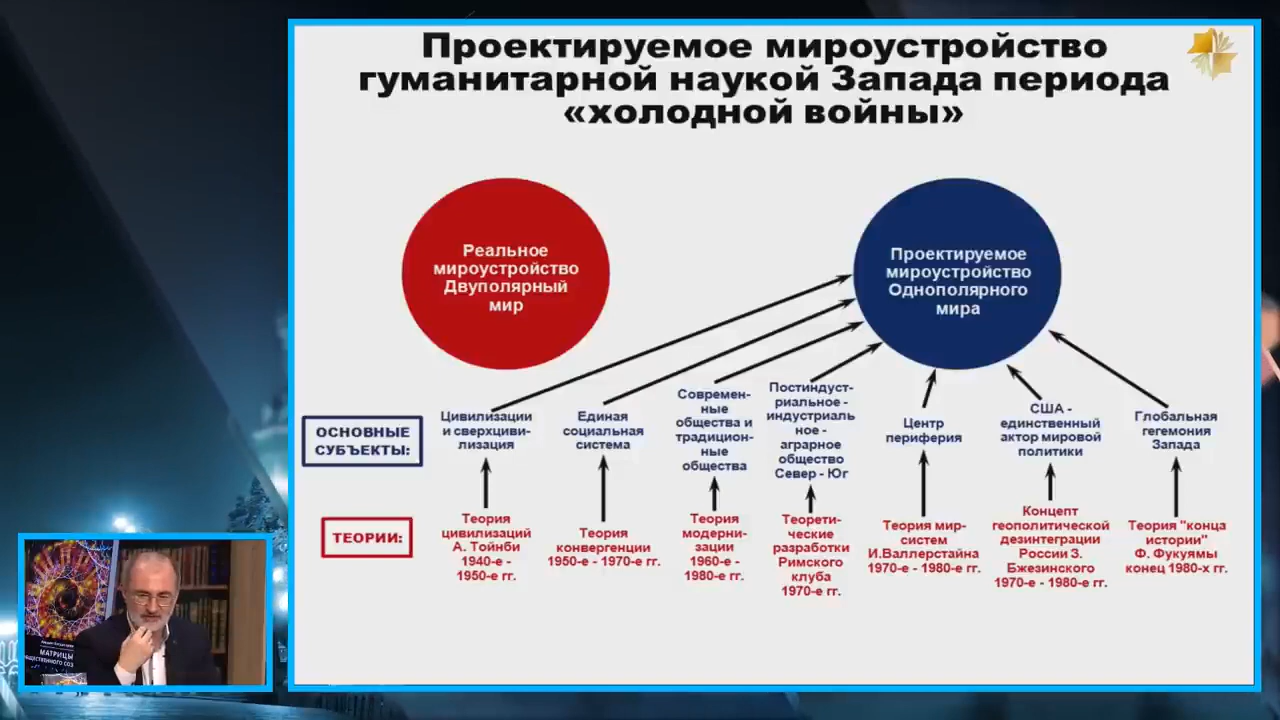 Проектируемое мироустройство
гуманитарной наукой Запада периода
«холодной войны»
Реальное
мироустройство
Двуполярный
мир
Проектируемое
мироустройство
Однополярного
мира
ОСНОВНЫЕ
СУБЪЕКТЫ:
Цивилизации
и сверхциви-
лизация
Единая
социальная
система
Современ-
ные
общества и
традицион-
ные
общества
Постиндуст-
риальное -
индустриаль
ное -
аграрное
общество
Север - Юг
Центр
периферия
США -
единственный
актор мировой
политики
Глобальная
гегемония
Запада
ТЕОРИИ:
Теория
цивилизаций
А. Тойнби
1940-е -
1950-е гг.
Теория
конвергенции
1950-е - 1970-е гг.
Теория
модерни-
зации
1960-е -
1980-е гг.
Теорети-
ческие
разработки
Римского
клуба
1970-е гг.
Теория мир-
систем
И.Валлерстайна
1970-е - 1980-е гг.
Концепт
геополитической
дезинтеграции
России З.
Бжезинского
1970-е - 1980-е гг.
Теория "конца
истории"
Ф. Фукуямы
конец 1980-х гг.
МАТРИЦЫ